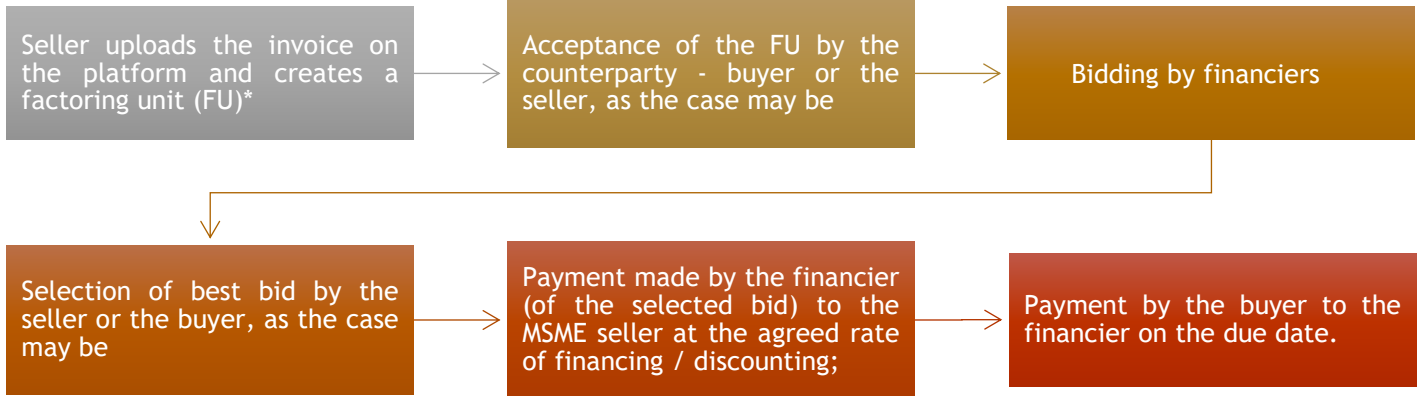 Seller uploads the invoice on
the platform and creates a
factoring unit (FU)*
Acceptance of the FU by the
counterparty - buyer or the
seller, as the case may be
Bidding by financiers
Selection of best bid by the
seller or the buyer, as the case
may be
Payment made by the financier
(of the selected bid) to the
MSME seller at the agreed rate
of financing / discounting;
Payment by the buyer to the
financier on the due date.